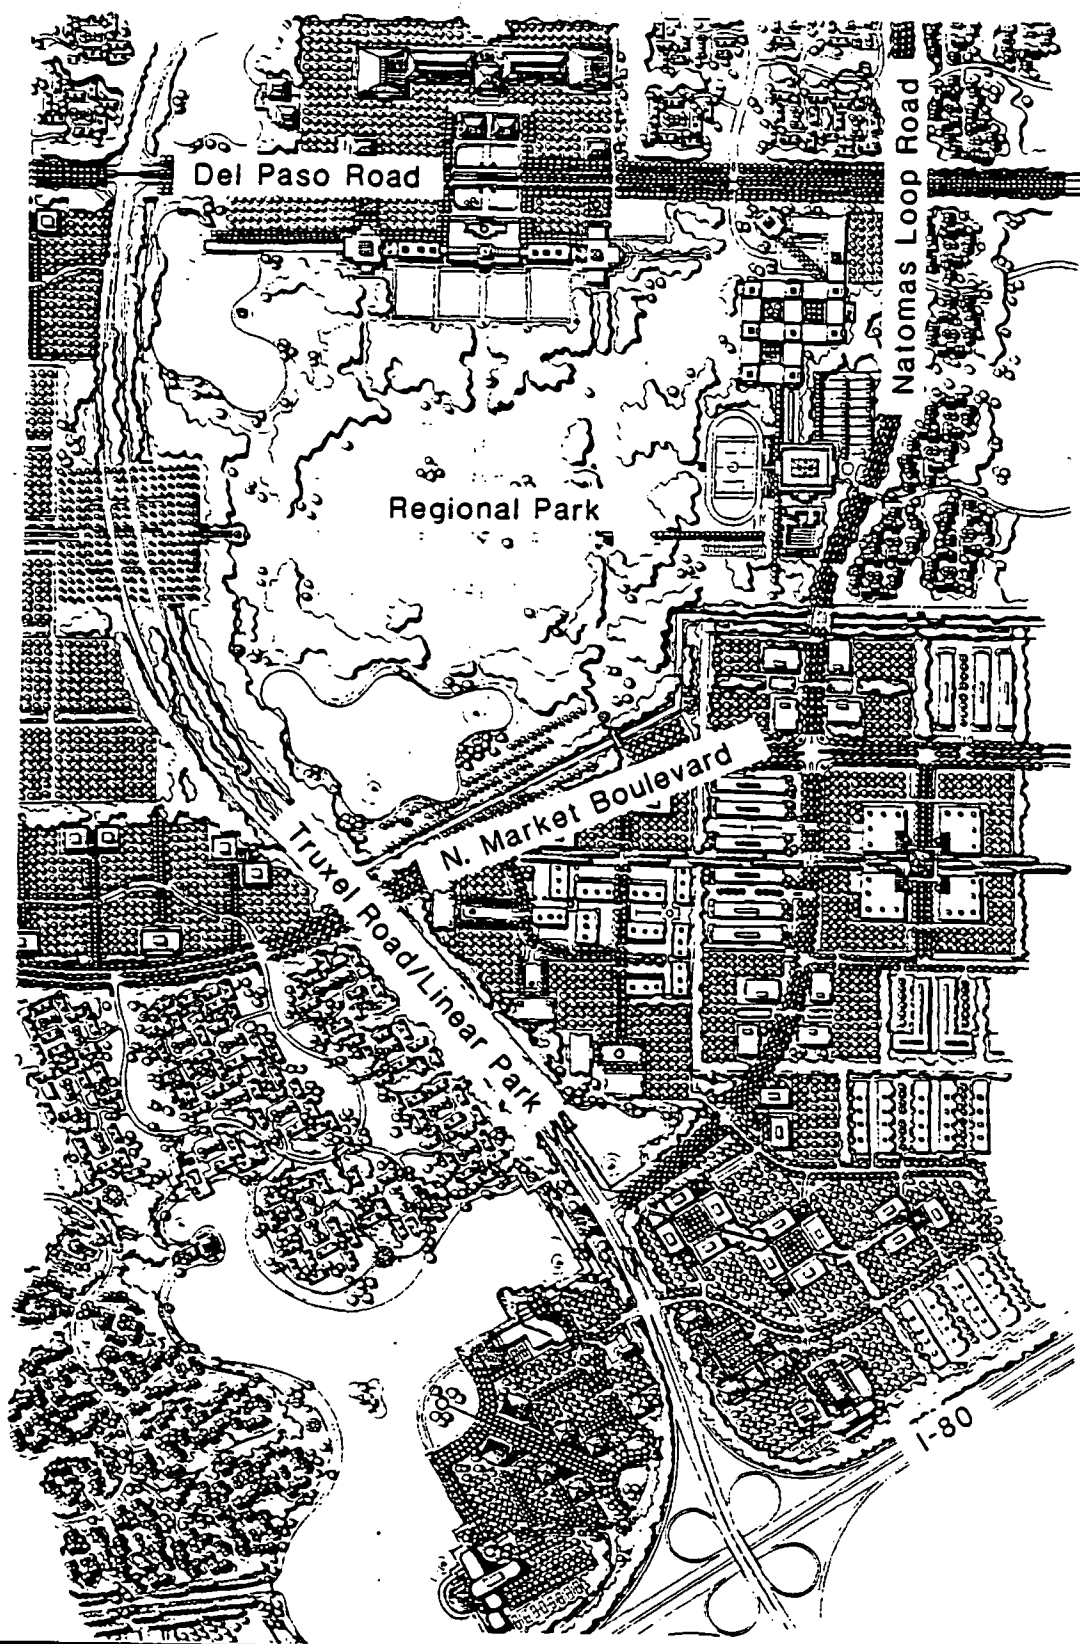 Del Paso Road
Natomas Loop Road
Regional Park
N. Market Boulevard
Truxel Road/Linear Park
I-80